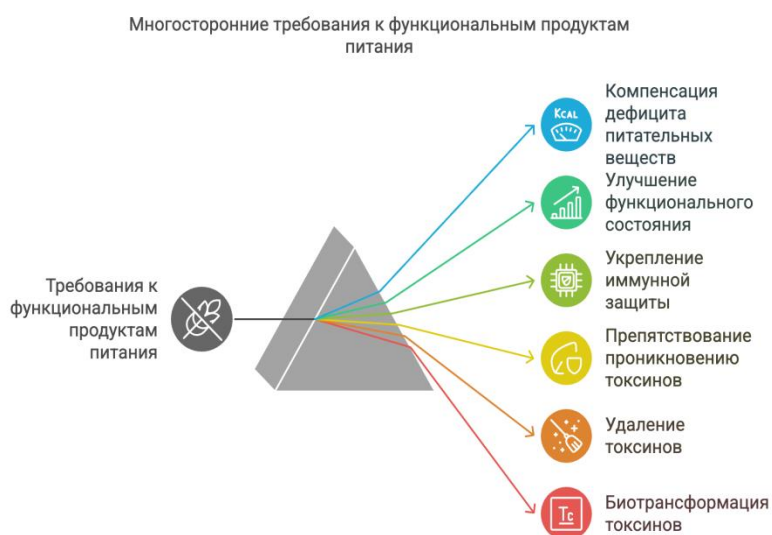 Многосторонние требования к функциональным продуктам
питания
Требования к
функциональным
продуктам
питания
KCAL
Компенсация
дефицита
питательных
веществ
Улучшение
функционального
состояния
Укрепление
иммунной
защиты
Препятствование
проникновению
токсинов
Удаление
токсинов
Tc
Биотрансформация
токсинов